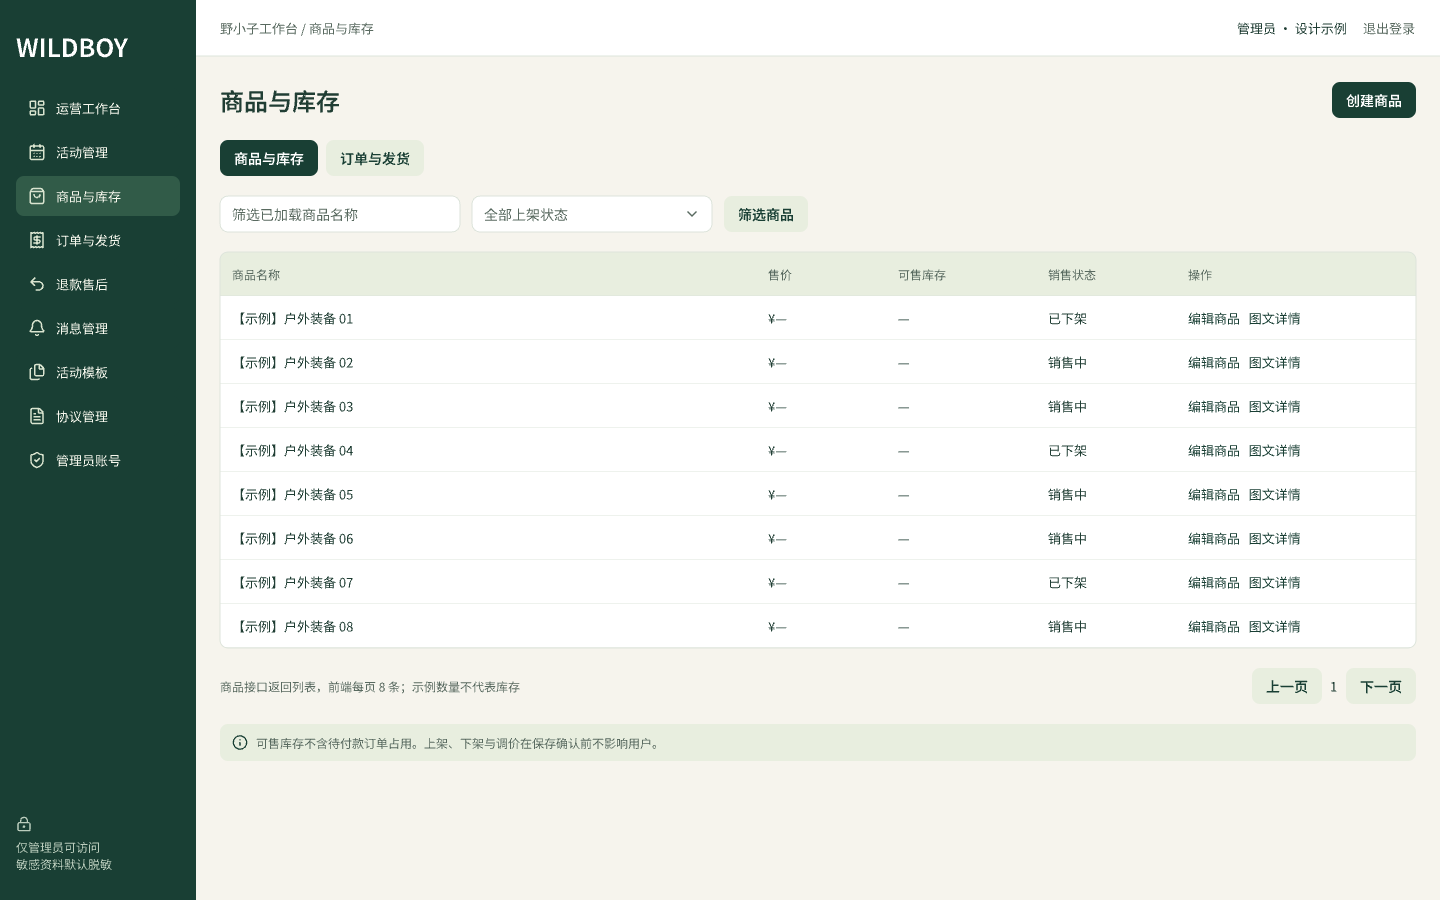 WILDBOY
运营工作台
活动管理
商品与库存
订单与发货
退款售后
消息管理
活动模板
协议管理
管理员账号
仅管理员可访问
敏感资料默认脱敏
野小子工作台 / 商品与库存
管理员 · 设计示例 退出登录
商品与库存
创建商品
商品与库存 订单与发货
筛选已加载商品名称 全部上架状态 筛选商品
商品名称 售价 可售库存 销售状态 操作
【示例】户外装备 01 ¥— — 已下架 编辑商品 图文详情
【示例】户外装备 02 ¥— — 销售中 编辑商品 图文详情
【示例】户外装备 03 ¥— — 销售中 编辑商品 图文详情
【示例】户外装备 04 ¥— — 已下架 编辑商品 图文详情
【示例】户外装备 05 ¥— — 销售中 编辑商品 图文详情
【示例】户外装备 06 ¥— — 销售中 编辑商品 图文详情
【示例】户外装备 07 ¥— — 已下架 编辑商品 图文详情
【示例】户外装备 08 ¥— — 销售中 编辑商品 图文详情
商品接口返回列表，前端每页 8 条；示例数量不代表库存
上一页 1 下一页
可售库存不含待付款订单占用。上架、下架与调价在保存确认前不影响用户。